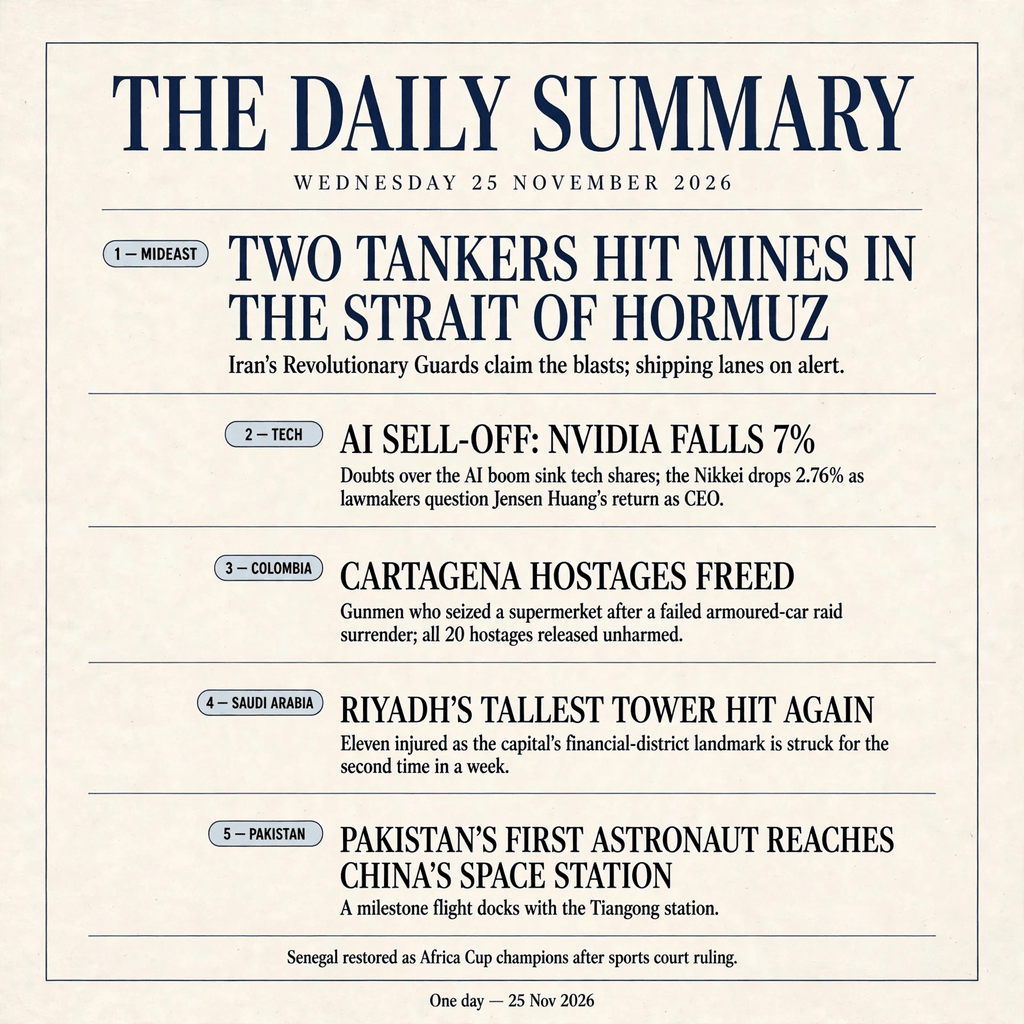 THE DAILY SUMMARY
WEDNESDAY 25 NOVEMBER 2026
1 — MIDEAST
TWO TANKERS HIT MINES IN
THE STRAIT OF HORMUZ
Iran's Revolutionary Guards claim the blasts; shipping lanes on alert.
2 — TECH
AI SELL-OFF: NVIDIA FALLS 7%
Doubts over the AI boom sink tech shares; the Nikkei drops 2.76% as
lawmakers question Jensen Huang's return as CEO.
3 — COLOMBIA
CARTAGENA HOSTAGES FREED
Gunmen who seized a supermarket after a failed armoured-car raid
surrender; all 20 hostages released unharmed.
4 — SAUDI ARABIA
RIYADH'S TALLEST TOWER HIT AGAIN
Eleven injured as the capital's financial-district landmark is struck for the
second time in a week.
5 — PAKISTAN
PAKISTAN'S FIRST ASTRONAUT REACHES
CHINA'S SPACE STATION
A milestone flight docks with the Tiangong station.
Senegal restored as Africa Cup champions after sports court ruling.
One day — 25 Nov 2026